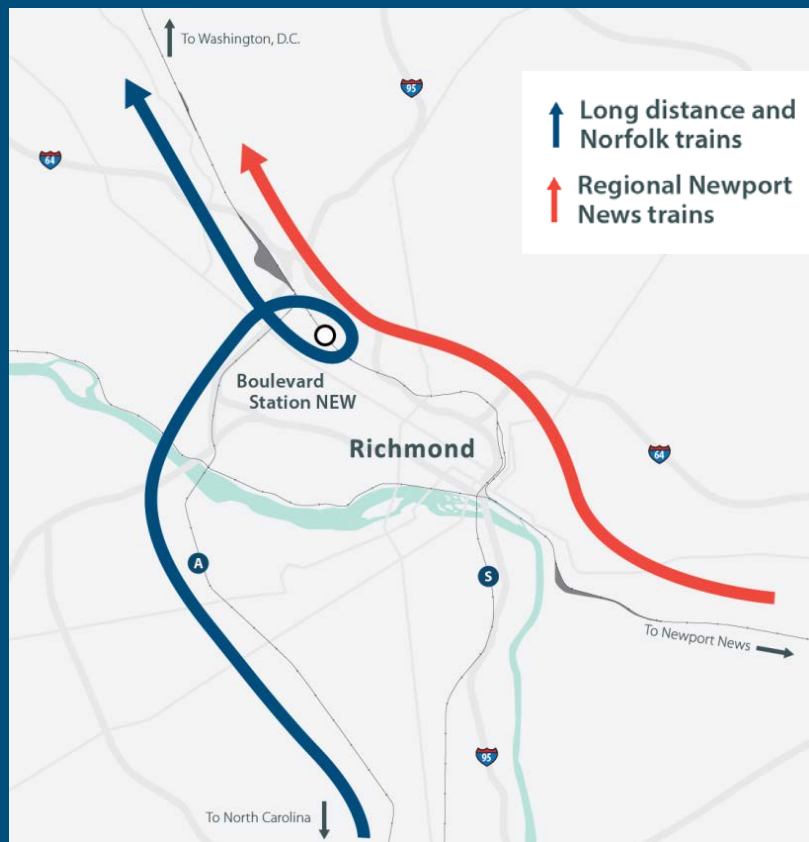 To Washington, D.C.
95
Long distance and
Norfolk trains
64
Regional Newport
News trains
Boulevard
Station NEW
Richmond
64
A
S
To Newport News
95
To North Carolina